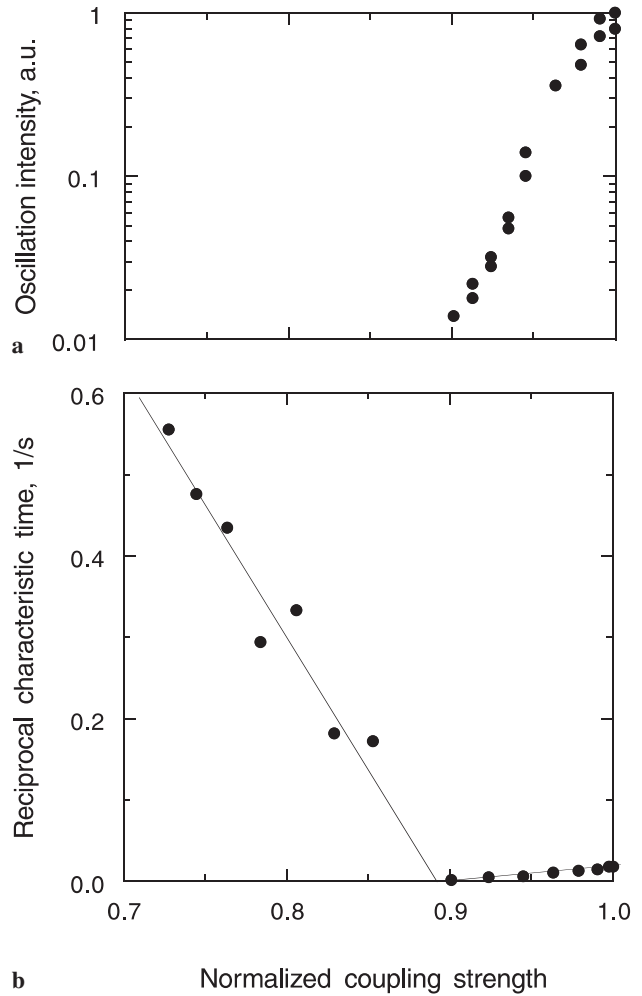 Oscillation intensity, a.u.
1
0.1
0.01
a
Reciprocal characteristic time, 1/s
0.6
0.4
0.2
0.0
0.7 0.8 0.9 1.0
b Normalized coupling strength